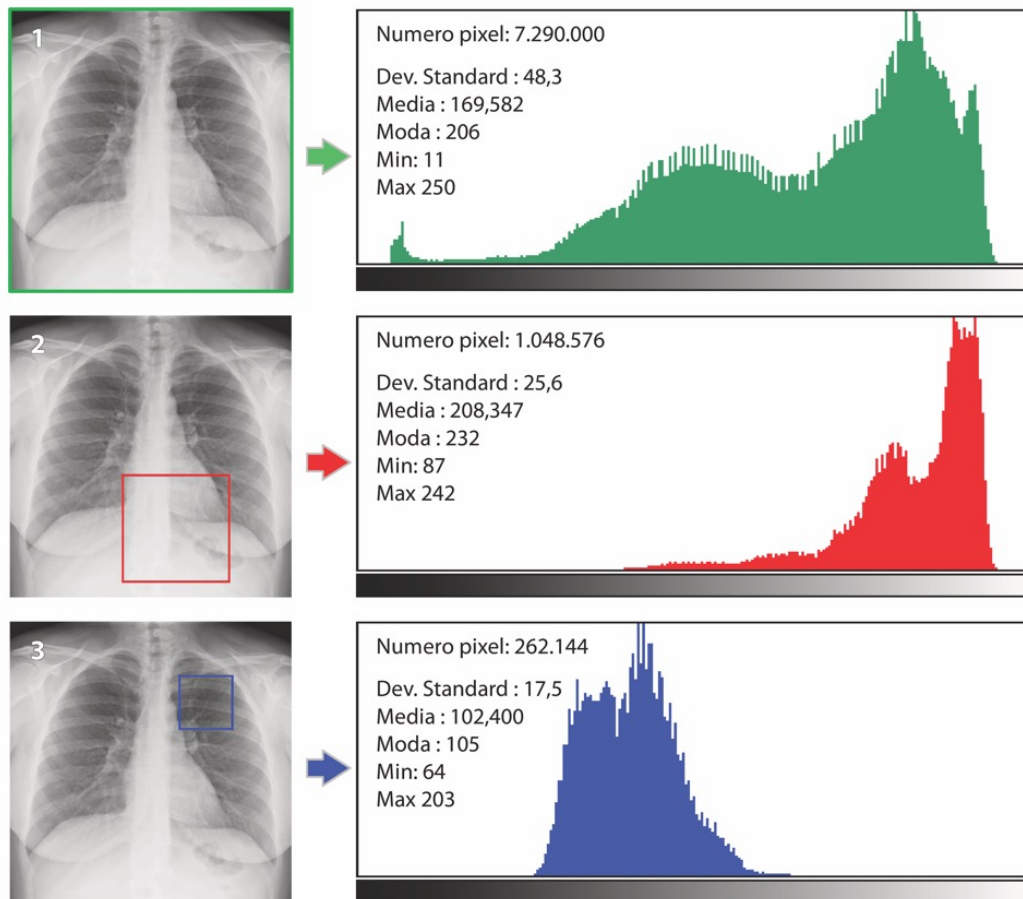 1
Numero pixel: 7.290.000
Dev. Standard : 48,3
Media : 169,582
Moda : 206
Min: 11
Max 250
2
Numero pixel: 1.048.576
Dev. Standard : 25,6
Media : 208,347
Moda : 232
Min: 87
Max 242
3
Numero pixel: 262.144
Dev. Standard : 17,5
Media : 102,400
Moda : 105
Min: 64
Max 203